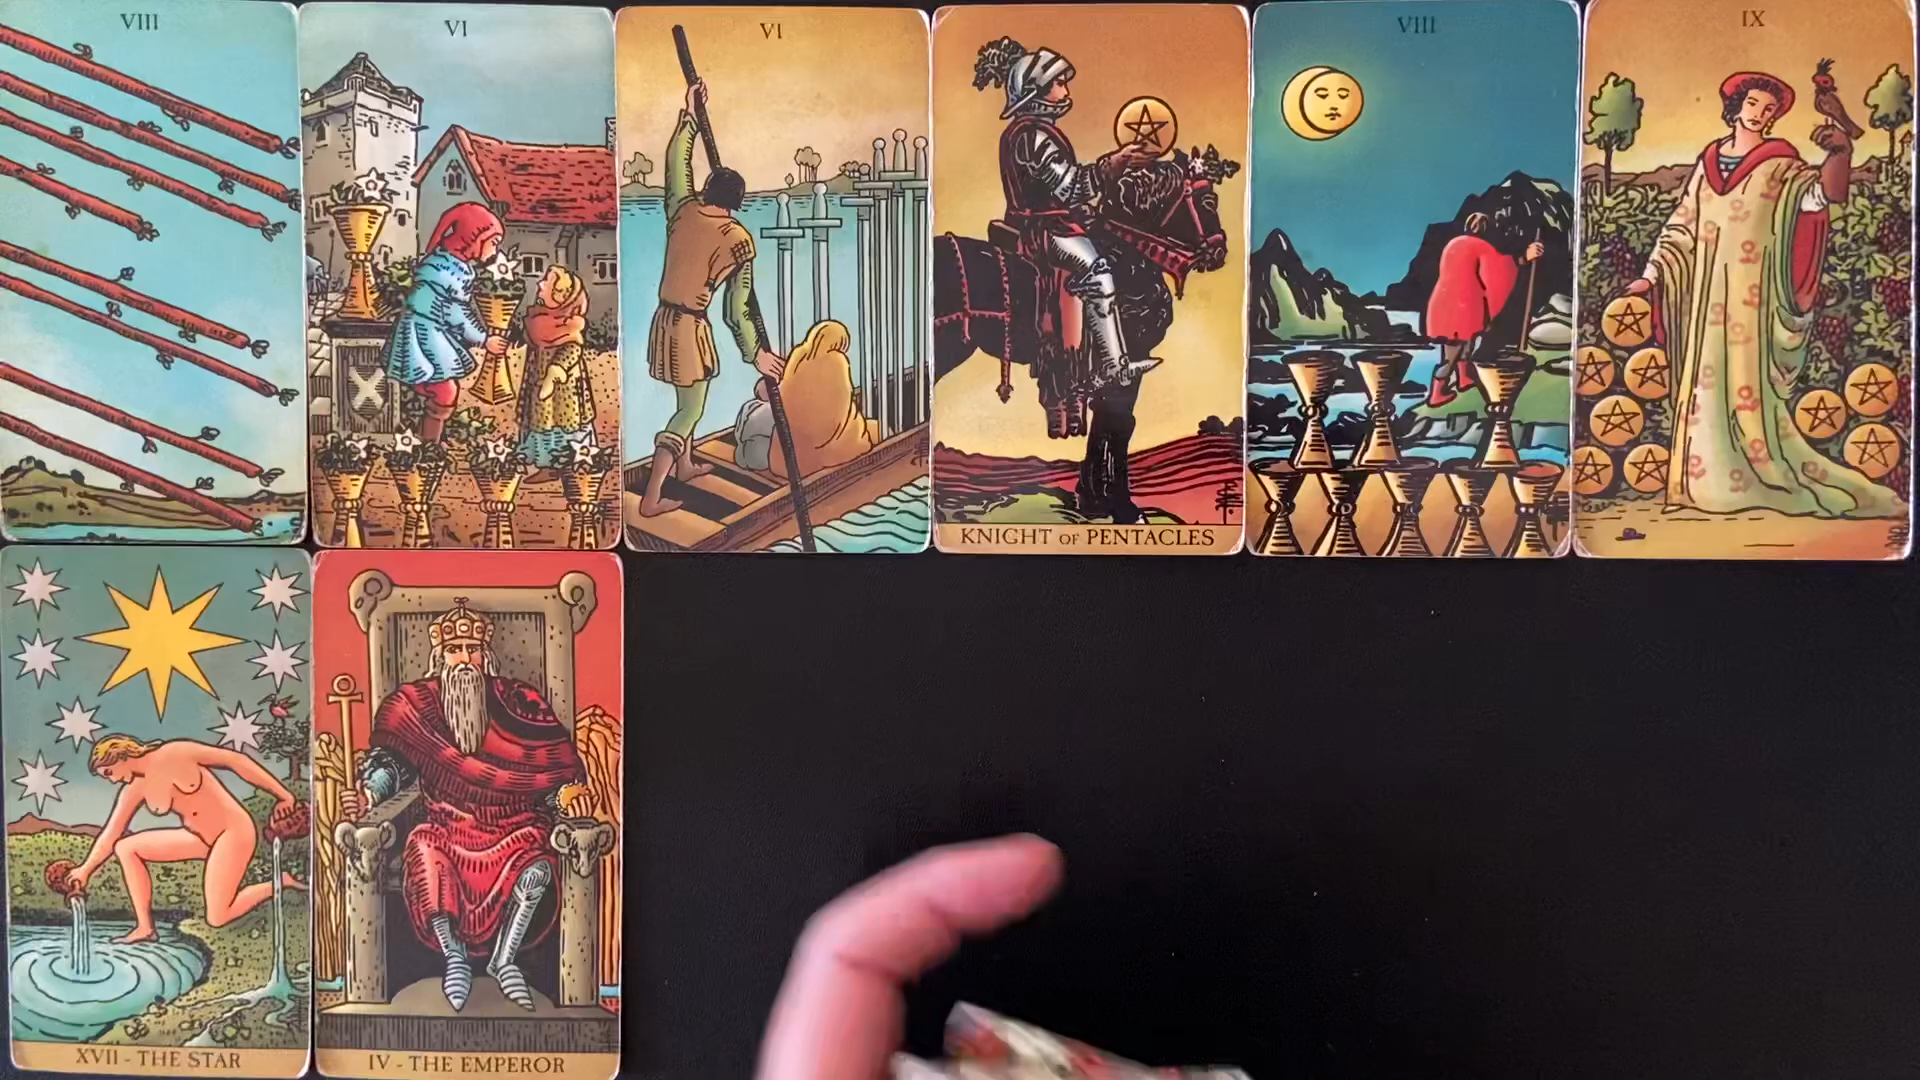 VIII
VI
VI
KNIGHT OF PENTACLES
VIII
IX
XVII - THE STAR
IV - THE EMPEROR